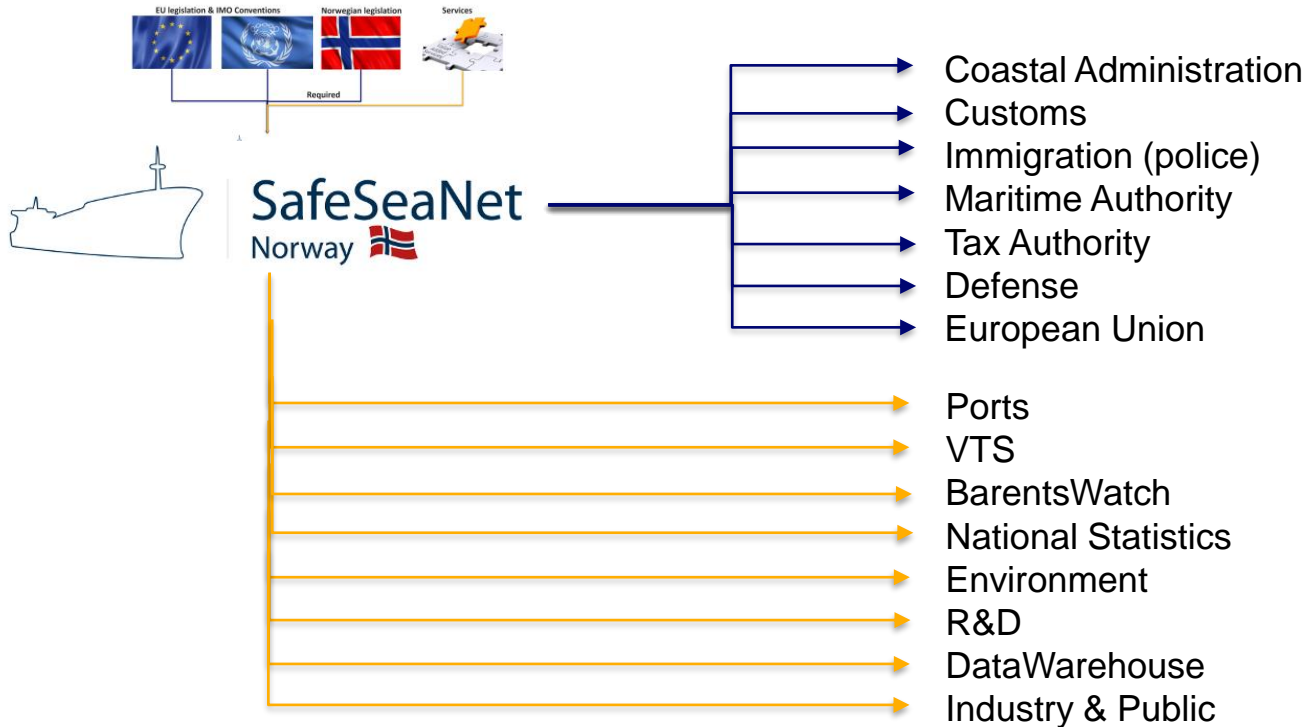 EU legislation & IMO Conventions
Norwegian legislation
Services
Required
SafeSeaNet
Norway
Coastal Administration
Customs
Immigration (police)
Maritime Authority
Tax Authority
Defense
European Union
Ports
VTS
BarentsWatch
National Statistics
Environment
R&D
DataWarehouse
Industry & Public